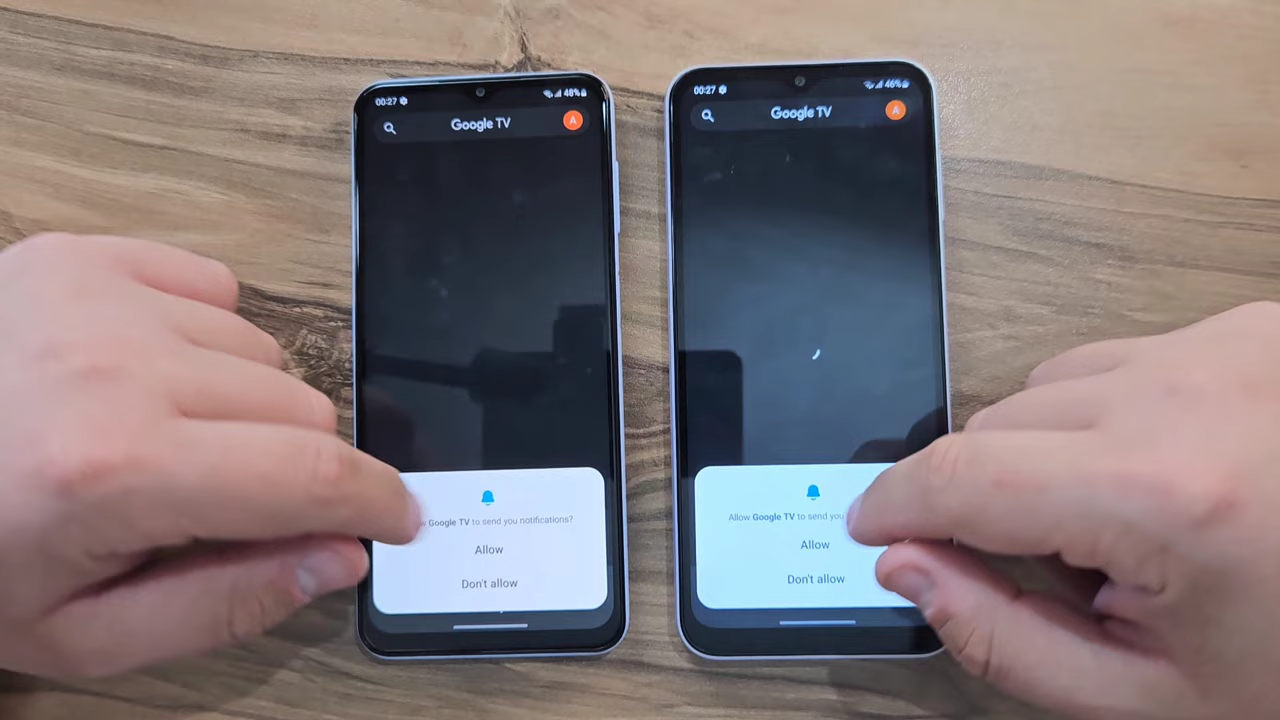 00:27
48%
Google TV
A
Google TV to send you notifications?
Allow
Don't allow
00:27
46%
Google TV
A
Allow Google TV to send you
Allow
Don't allow